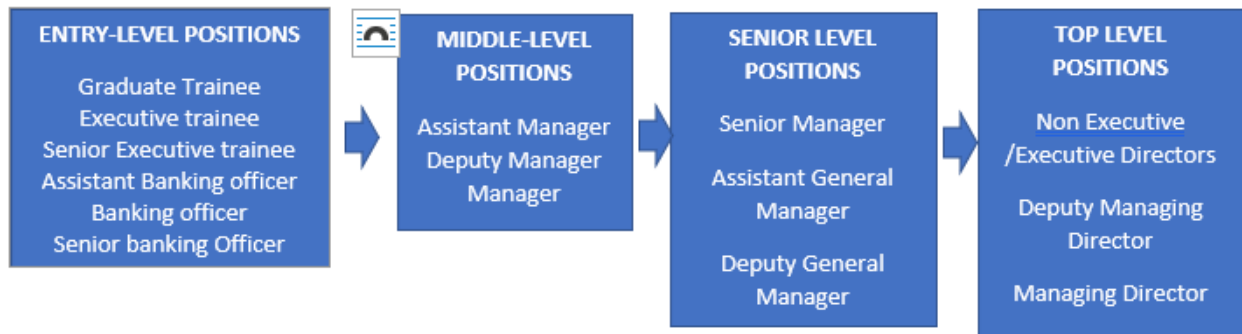 ENTRY-LEVEL POSITIONS
Graduate Trainee
Executive trainee
Senior Executive trainee
Assistant Banking officer
Banking officer
Senior banking Officer
MIDDLE-LEVEL
POSITIONS
Assistant Manager
Deputy Manager
Manager
SENIOR LEVEL
POSITIONS
Senior Manager
Assistant General
Manager
Deputy General
Manager
TOP LEVEL
POSITIONS
Non Executive
/Executive Directors
Deputy Managing
Director
Managing Director